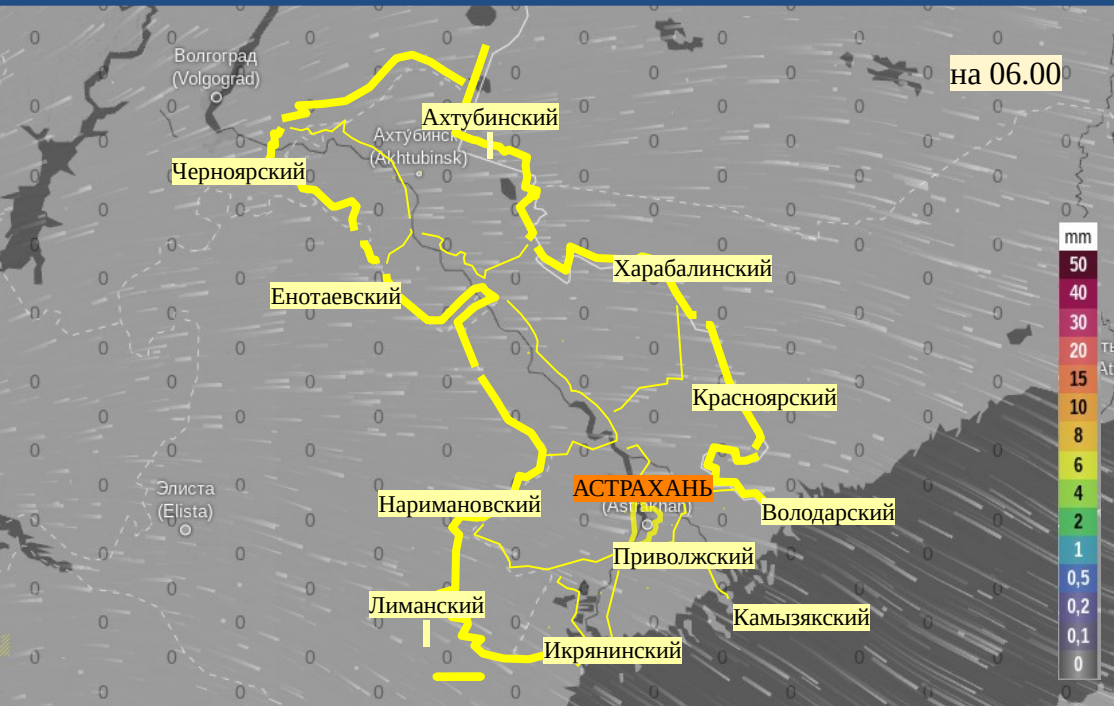 Волгоград
(Volgograd)
на 06.00
Ахтубинский
Ахтубинск
(Akhtubinsk)
Черноярский
Харабалинский
Енотаевский
mm
50
40
30
20
15
10
8
6
4
2
1
0,5
0,2
0,1
0
Красноярский
Элиста
(Elista)
АСТРАХАНЬ
(Astrakhan)
Наримановский
Володарский
Приволжский
Лиманский
Камызякский
Икрянинский